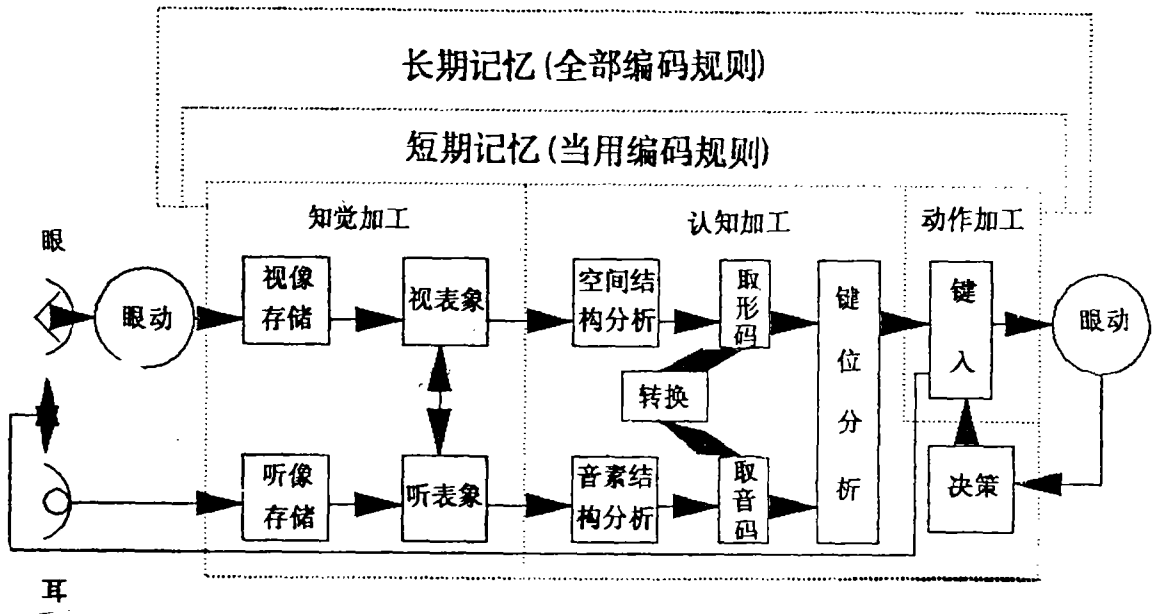 长期记忆(全部编码规则)
短期记忆(当用编码规则)
知觉加工
认知加工
动作加工
眼
眼动
视像
存储
视表象
空间结
构分析
取形码
键位分析
键入
眼动
转换
听像
存储
听表象
音素结
构分析
取音码
决策
耳